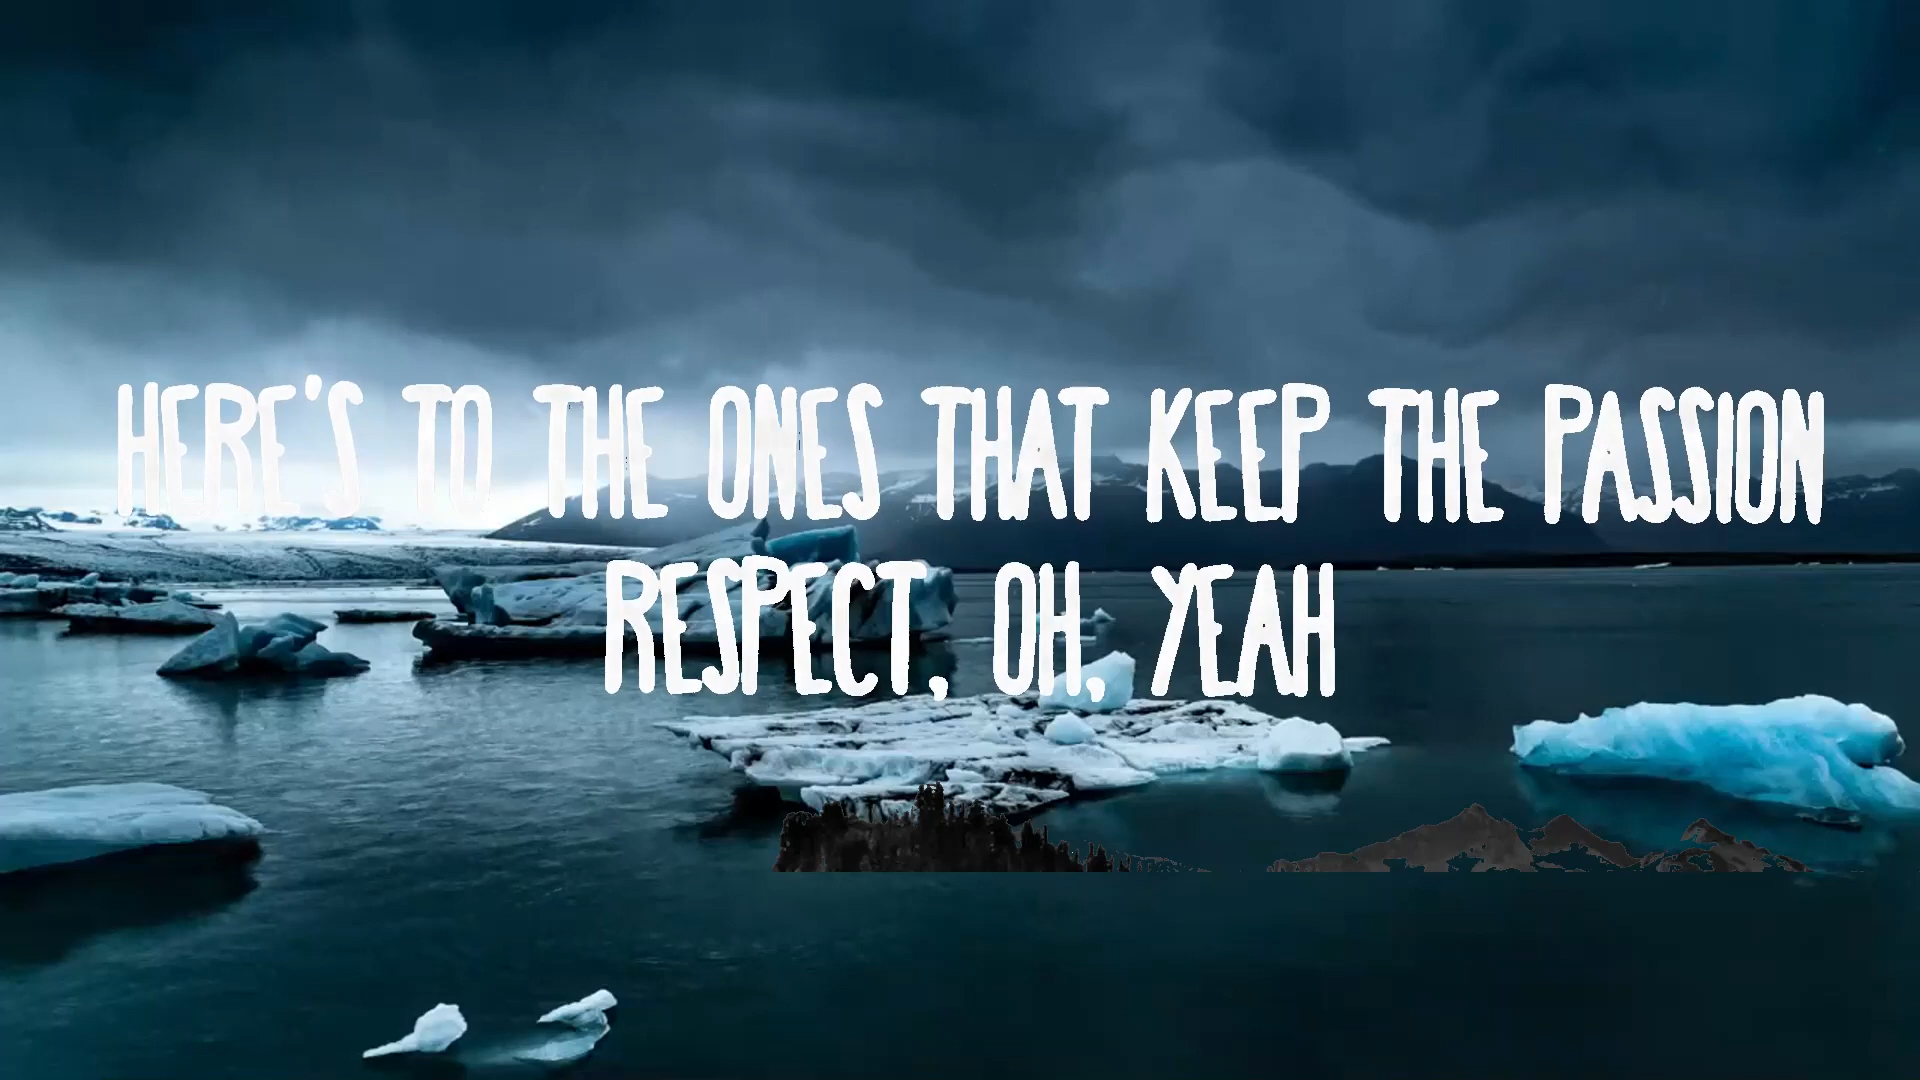 HERE'S TO THE ONES THAT KEEP THE PASSION
RESPECT, OH, YEAH